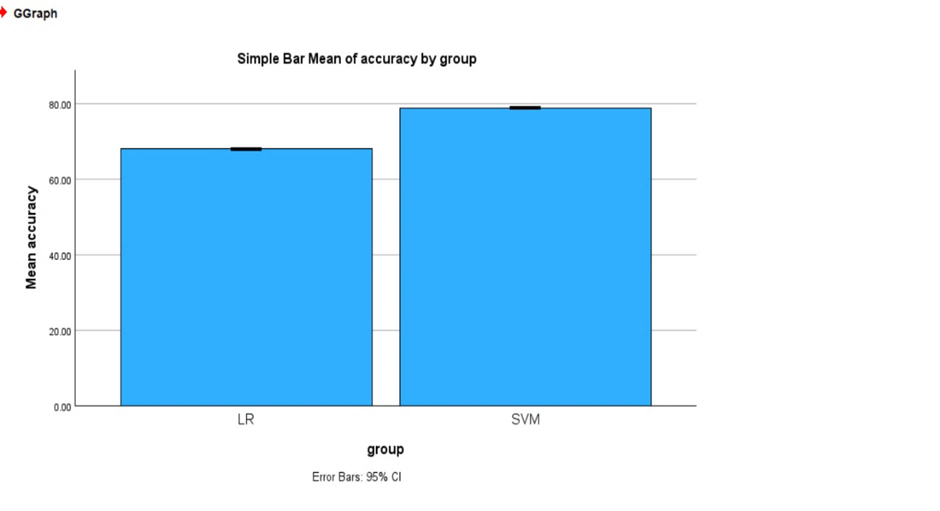 GGraph
Simple Bar Mean of accuracy by group
Mean accuracy
80.00
60.00
40.00
20.00
0.00
LR
SVM
group
Error Bars: 95% CI